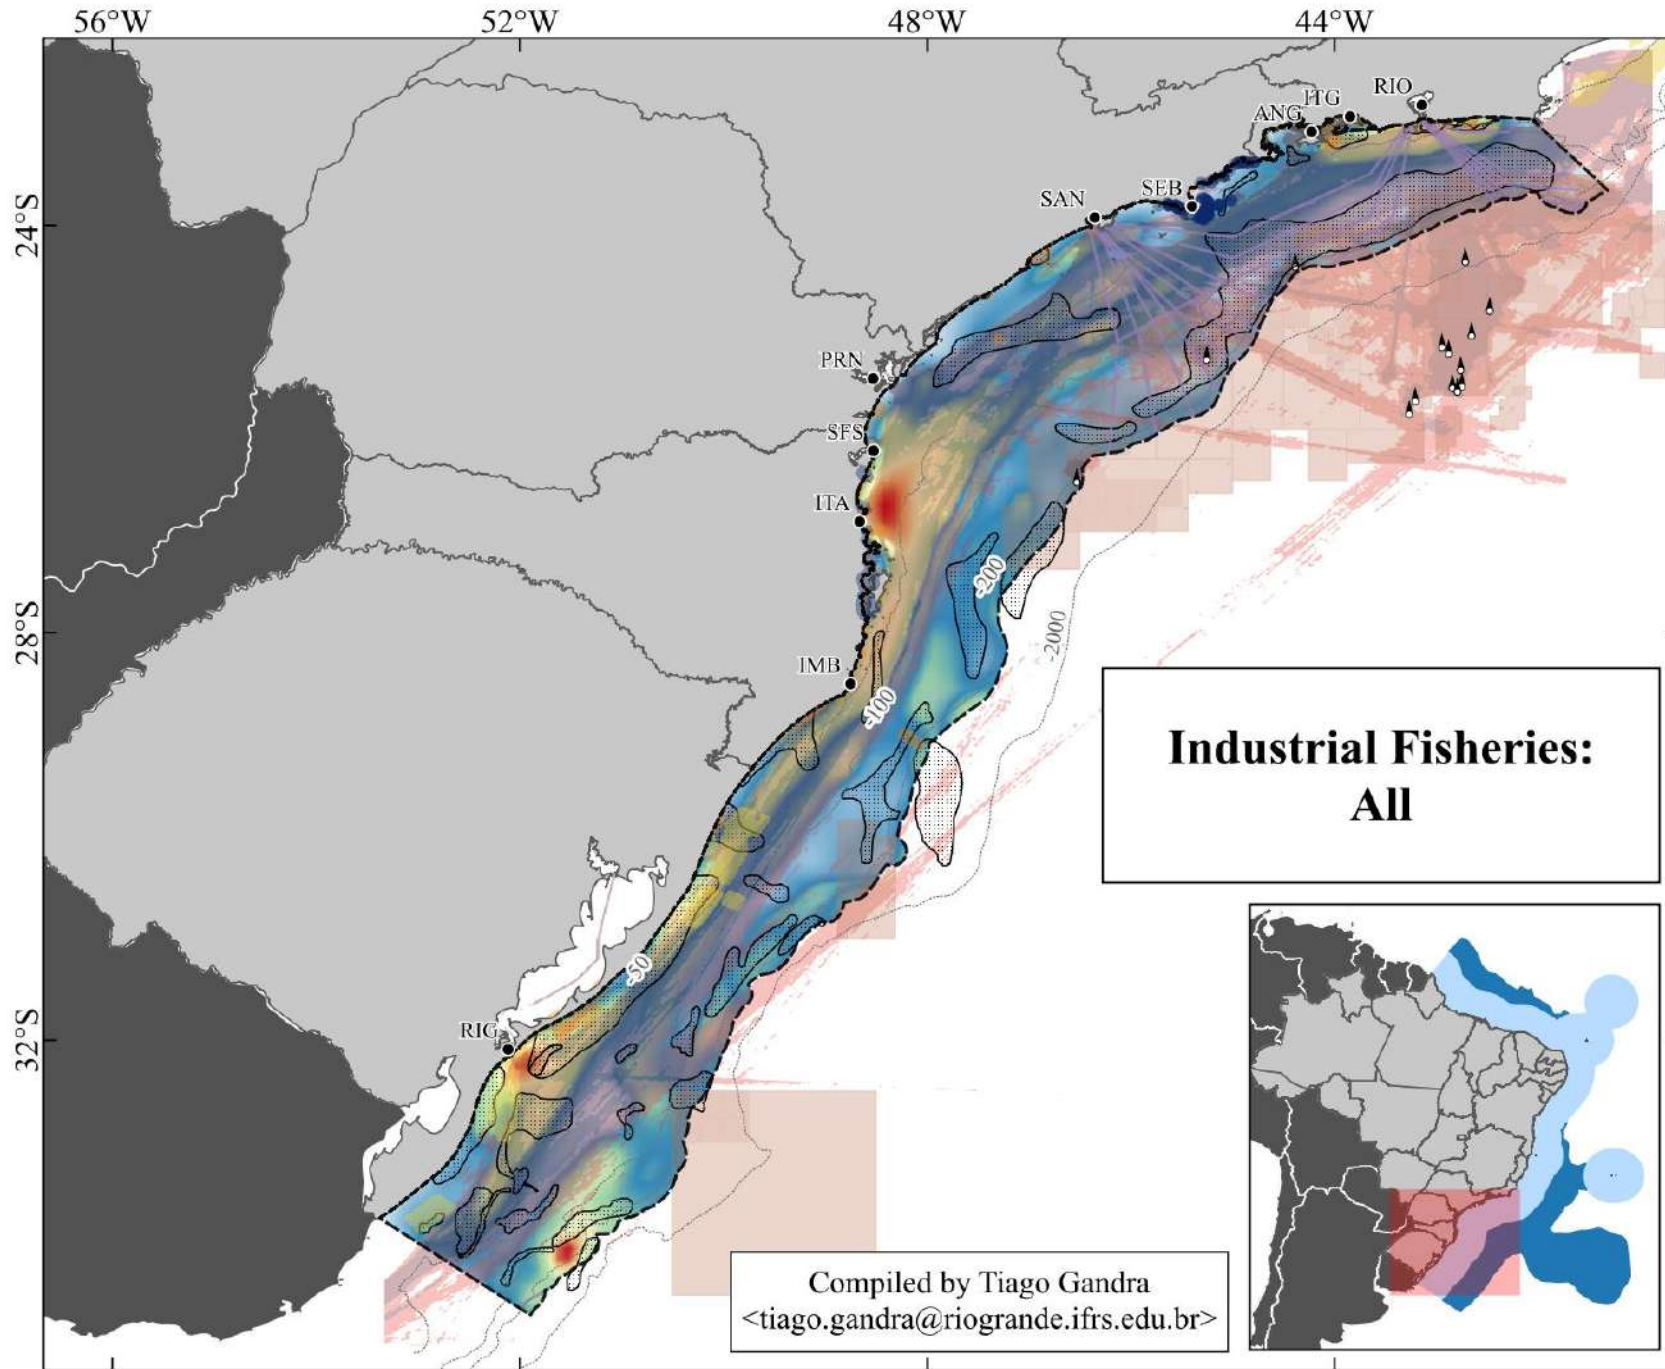 56°W 52°W 48°W 44°W
RIO
ITG
ANG
SEB
SAN
24°S
PRN
SFS
ITA
-200
28°S
-2000
IMB
-100
Industrial Fisheries:
All
-50
RIG
32°S
Compiled by Tiago Gandra
<tiago.gandra@riogrande.ifrs.edu.br>